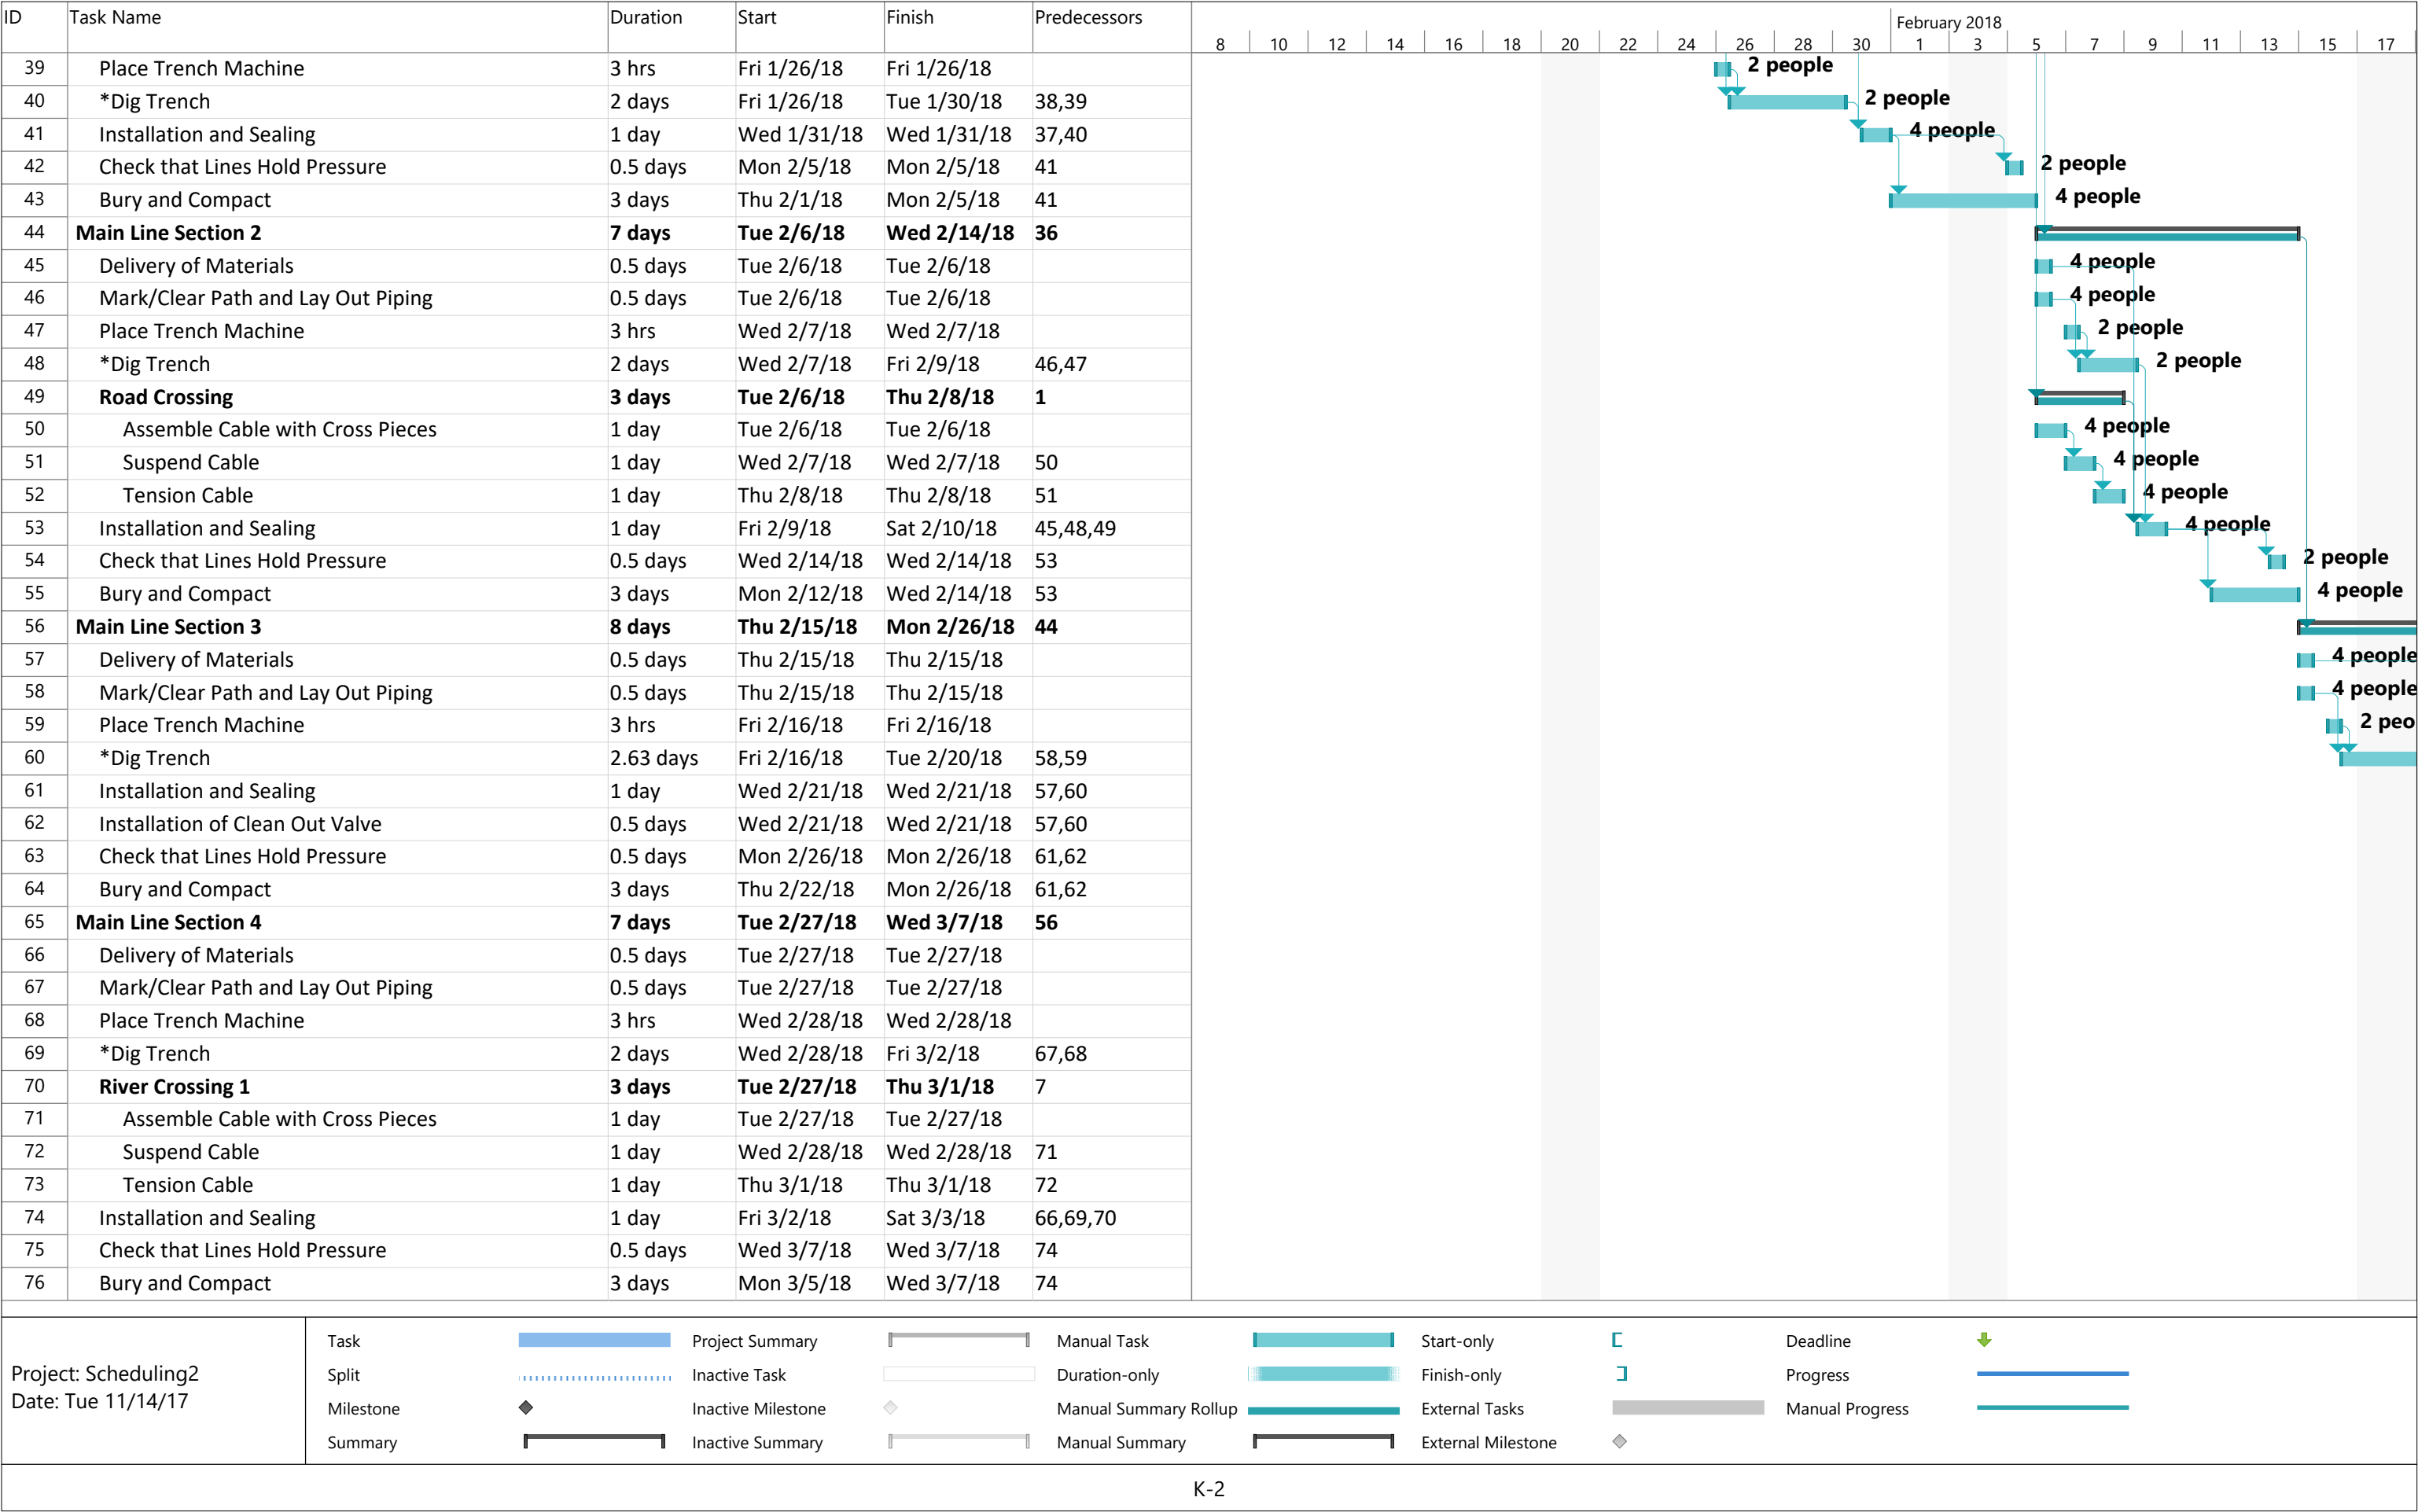 ID Task Name Duration Start Finish Predecessors
February 2018
8 10 12 14 16 18 20 22 24 26 28 30 1 3 5 7 9 11 13 15 17
39 Place Trench Machine 3 hrs Fri 1/26/18 Fri 1/26/18 2 people
40 *Dig Trench 2 days Fri 1/26/18 Tue 1/30/18 38,39 2 people
41 Installation and Sealing 1 day Wed 1/31/18 Wed 1/31/18 37,40 4 people
42 Check that Lines Hold Pressure 0.5 days Mon 2/5/18 Mon 2/5/18 41 2 people
43 Bury and Compact 3 days Thu 2/1/18 Mon 2/5/18 41 4 people
44 Main Line Section 2 7 days Tue 2/6/18 Wed 2/14/18 36
45 Delivery of Materials 0.5 days Tue 2/6/18 Tue 2/6/18 4 people
46 Mark/Clear Path and Lay Out Piping 0.5 days Tue 2/6/18 Tue 2/6/18 4 people
47 Place Trench Machine 3 hrs Wed 2/7/18 Wed 2/7/18 2 people
48 *Dig Trench 2 days Wed 2/7/18 Fri 2/9/18 46,47 2 people
49 Road Crossing 3 days Tue 2/6/18 Thu 2/8/18 1
50 Assemble Cable with Cross Pieces 1 day Tue 2/6/18 Tue 2/6/18 4 people
51 Suspend Cable 1 day Wed 2/7/18 Wed 2/7/18 50 4 people
52 Tension Cable 1 day Thu 2/8/18 Thu 2/8/18 51 4 people
53 Installation and Sealing 1 day Fri 2/9/18 Sat 2/10/18 45,48,49 4 people
54 Check that Lines Hold Pressure 0.5 days Wed 2/14/18 Wed 2/14/18 53 2 people
55 Bury and Compact 3 days Mon 2/12/18 Wed 2/14/18 53 4 people
56 Main Line Section 3 8 days Thu 2/15/18 Mon 2/26/18 44
57 Delivery of Materials 0.5 days Thu 2/15/18 Thu 2/15/18 4 people
58 Mark/Clear Path and Lay Out Piping 0.5 days Thu 2/15/18 Thu 2/15/18 4 people
59 Place Trench Machine 3 hrs Fri 2/16/18 Fri 2/16/18 2 peo
60 *Dig Trench 2.63 days Fri 2/16/18 Tue 2/20/18 58,59
61 Installation and Sealing 1 day Wed 2/21/18 Wed 2/21/18 57,60
62 Installation of Clean Out Valve 0.5 days Wed 2/21/18 Wed 2/21/18 57,60
63 Check that Lines Hold Pressure 0.5 days Mon 2/26/18 Mon 2/26/18 61,62
64 Bury and Compact 3 days Thu 2/22/18 Mon 2/26/18 61,62
65 Main Line Section 4 7 days Tue 2/27/18 Wed 3/7/18 56
66 Delivery of Materials 0.5 days Tue 2/27/18 Tue 2/27/18
67 Mark/Clear Path and Lay Out Piping 0.5 days Tue 2/27/18 Tue 2/27/18
68 Place Trench Machine 3 hrs Wed 2/28/18 Wed 2/28/18
69 *Dig Trench 2 days Wed 2/28/18 Fri 3/2/18 67,68
70 River Crossing 1 3 days Tue 2/27/18 Thu 3/1/18 7
71 Assemble Cable with Cross Pieces 1 day Tue 2/27/18 Tue 2/27/18
72 Suspend Cable 1 day Wed 2/28/18 Wed 2/28/18 71
73 Tension Cable 1 day Thu 3/1/18 Thu 3/1/18 72
74 Installation and Sealing 1 day Fri 3/2/18 Sat 3/3/18 66,69,70
75 Check that Lines Hold Pressure 0.5 days Wed 3/7/18 Wed 3/7/18 74
76 Bury and Compact 3 days Mon 3/5/18 Wed 3/7/18 74
Project: Scheduling2
Date: Tue 11/14/17
Task Project Summary Manual Task Start-only Deadline
Split Inactive Task Duration-only Finish-only Progress
Milestone Inactive Milestone Manual Summary Rollup External Tasks Manual Progress
Summary Inactive Summary Manual Summary External Milestone
K-2